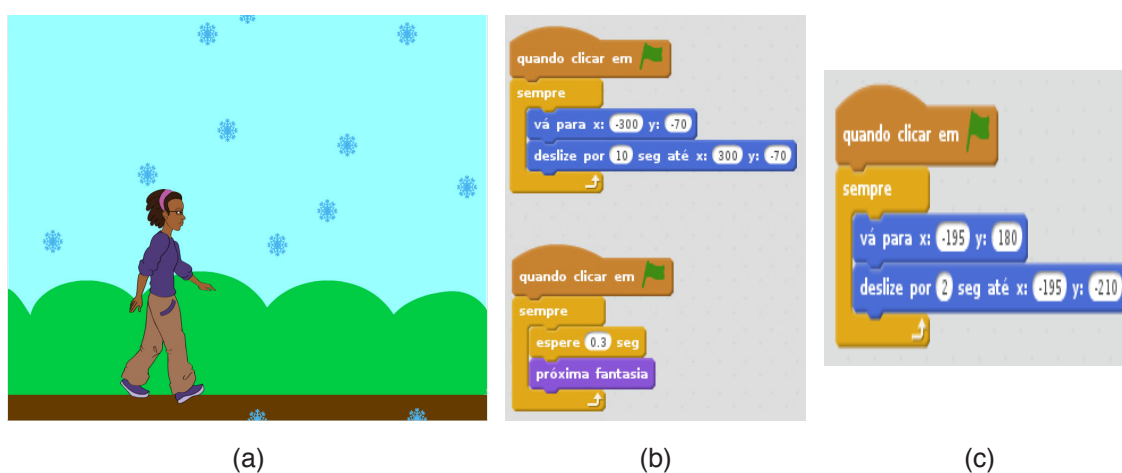 quando clicar em
sempre
vá para x: -300 y: -70
deslize por 10 seg até x: 300 y: -70
quando clicar em
sempre
espere 0.3 seg
próxima fantasia
quando clicar em
sempre
vá para x: -195 y: 180
deslize por 2 seg até x: -195 y: -210
(a)
(b)
(c)